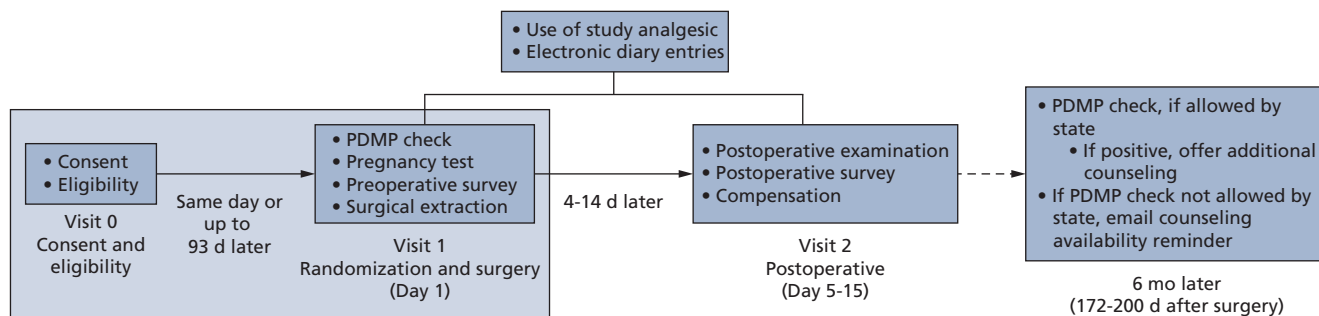 • Use of study analgesic
• Electronic diary entries
• Consent
• Eligibility
Visit 0
Consent and
eligibility
Same day or
up to
93 d later
• PDMP check
• Pregnancy test
• Preoperative survey
• Surgical extraction
Visit 1
Randomization and surgery
(Day 1)
4-14 d later
• Postoperative examination
• Postoperative survey
• Compensation
Visit 2
Postoperative
(Day 5-15)
• PDMP check, if allowed by
state
• If positive, offer additional
counseling
• If PDMP check not allowed by
state, email counseling
availability reminder
6 mo later
(172-200 d after surgery)